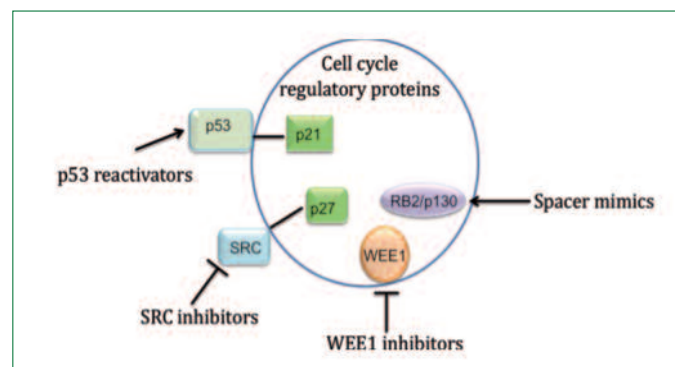 Cell cycle
regulatory proteins
p53
p21
p53 reactivators
p27
RB2/p130
Spacer mimics
SRC
WEE1
SRC inhibitors
WEE1 inhibitors